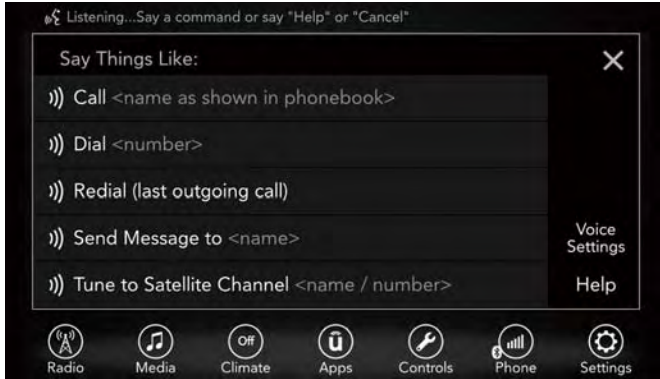 Listening...Say a command or say "Help" or "Cancel"
Say Things Like:
Call <name as shown in phonebook>
Dial <number>
Redial (last outgoing call)
Send Message to <name>
Tune to Satellite Channel <name / number>
Voice
Settings
Help
Off
ū
Radio Media Climate Apps Controls Phone Settings